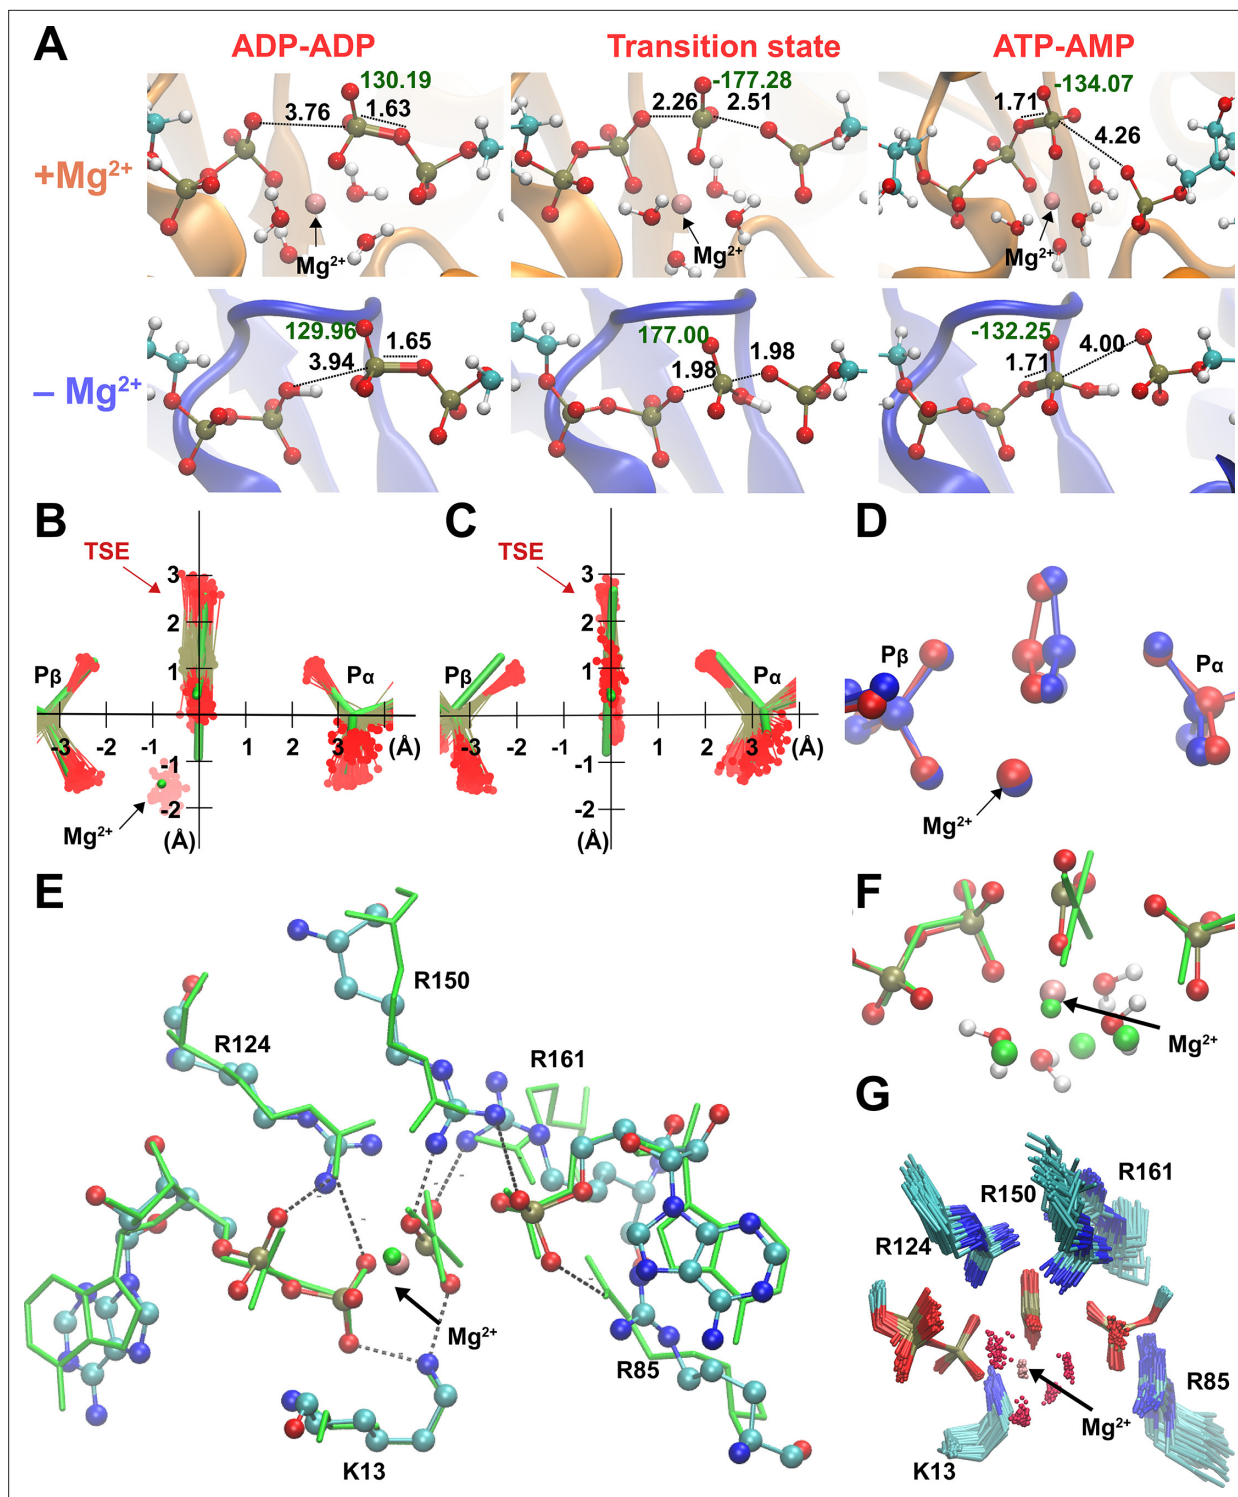 A
ADP-ADP
Transition state
ATP-AMP
+Mg²⁺
130.19
3.76
1.63
Mg²⁺
-177.28
2.26
2.51
Mg²⁺
-134.07
1.71
4.26
Mg²⁺
– Mg²⁺
129.96
1.65
3.94
177.00
1.98
1.98
-132.25
4.00
1.71
B
TSE
3
2
1
Pβ
Pα
-3
-1
1
2
3
(Å)
-1
-2
Mg²⁺
(Å)
C
TSE
3
2
1
Pβ
Pα
-3
-2
-1
1
2
3
(Å)
-1
-2
(Å)
D
Pβ
Pα
Mg²⁺
E
R150
R124
R161
Mg²⁺
R85
K13
F
Mg²⁺
G
R161
R150
R124
R85
Mg²⁺
K13